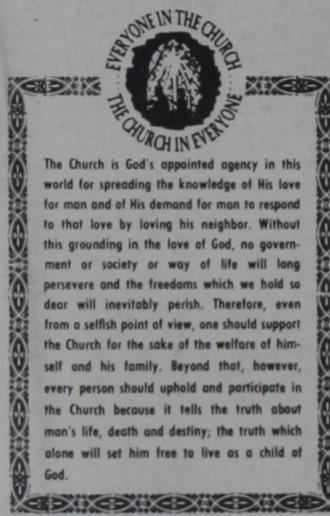 EVERYONE IN THE CHURCH
THE CHURCH IN EVERYONE
The Church is God's appointed agency in this
world for spreading the knowledge of His love
for man and of His demand for man to respond
to that love by loving his neighbor. Without
this grounding in the love of God, no govern-
ment or society or way of life will long
persevere and the freedoms which we hold so
dear will inevitably perish. Therefore, even
from a selfish point of view, one should support
the Church for the sake of the welfare of him-
self and his family. Beyond that, however,
every person should uphold and participate in
the Church because it tells the truth about
man's life, death and destiny; the truth which
alone will set him free to live as a child of
God.